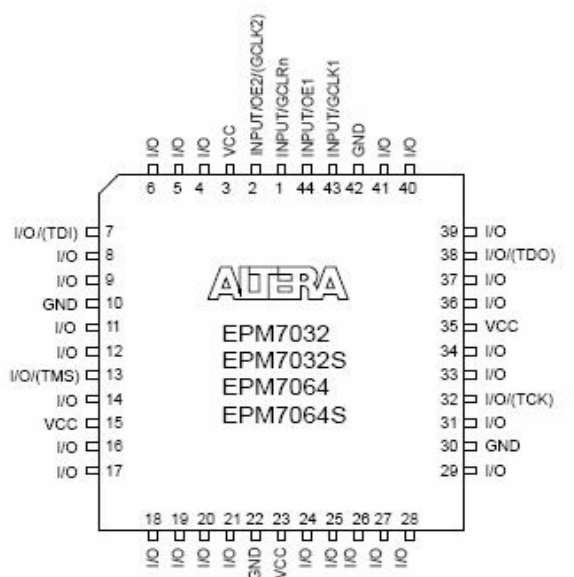 I/O I/O I/O VCC INPUT/OE2/(GCLK2) INPUT/GCLRn INPUT/OE1 INPUT/GCLK1 GND I/O I/O
6 5 4 3 2 1 44 43 42 41 40
I/O/(TDI) 7 39 I/O
I/O 8 38 I/O/(TDO)
I/O 9 37 I/O
GND 10 36 I/O
I/O 11 35 VCC
I/O 12 34 I/O
I/O/(TMS) 13 33 I/O
I/O 14 32 I/O/(TCK)
VCC 15 31 I/O
I/O 16 30 GND
I/O 17 29 I/O
ALTERA
EPM7032
EPM7032S
EPM7064
EPM7064S
18 19 20 21 22 23 24 25 26 27 28
I/O I/O I/O I/O GND VCC I/O I/O I/O I/O I/O